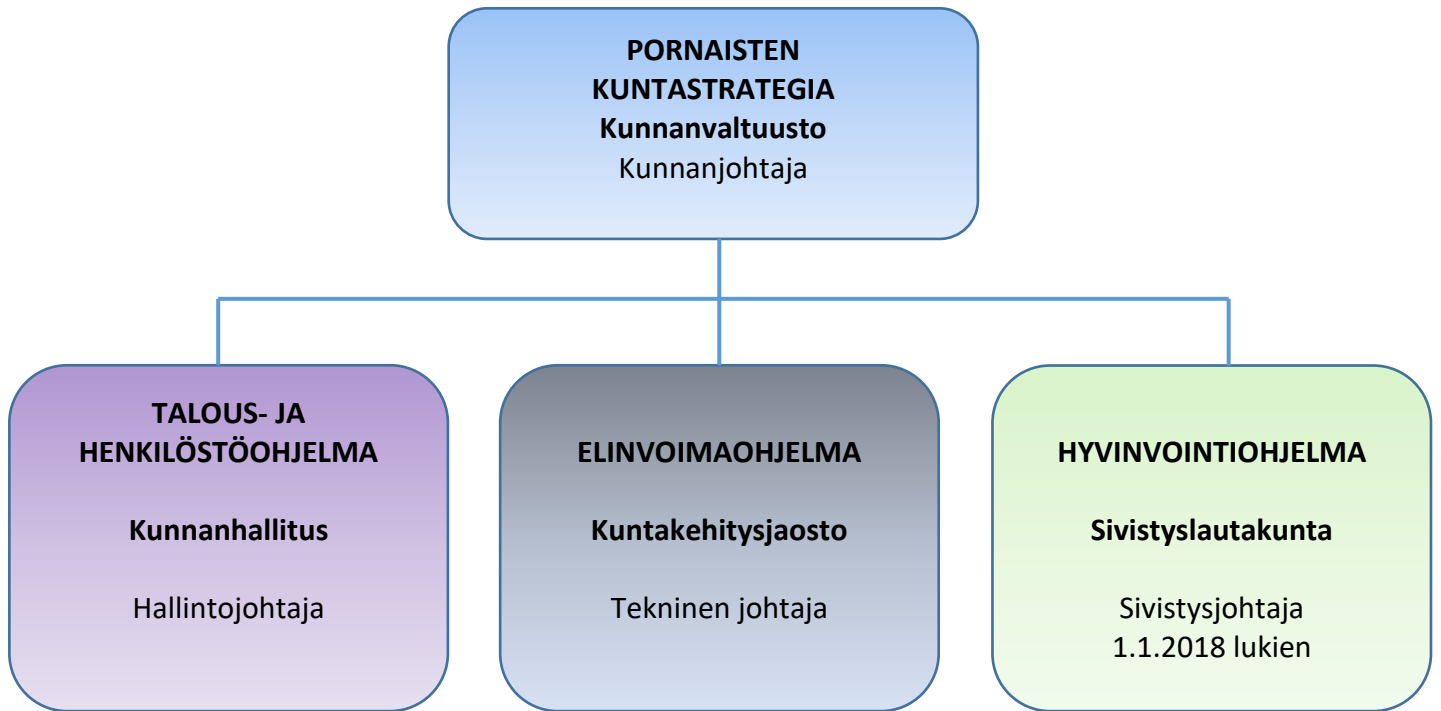 PORNAISTEN
KUNTASTRATEGIA
Kunnanvaltuusto
Kunnanjohtaja
TALOUS- JA
HENKILÖSTÖOHJELMA
Kunnanhallitus
Hallintojohtaja
ELINVOIMAOHJELMA
Kuntakehitysjaosto
Tekninen johtaja
HYVINVOINTIOHJELMA
Sivistyslautakunta
Sivistysjohtaja
1.1.2018 lukien